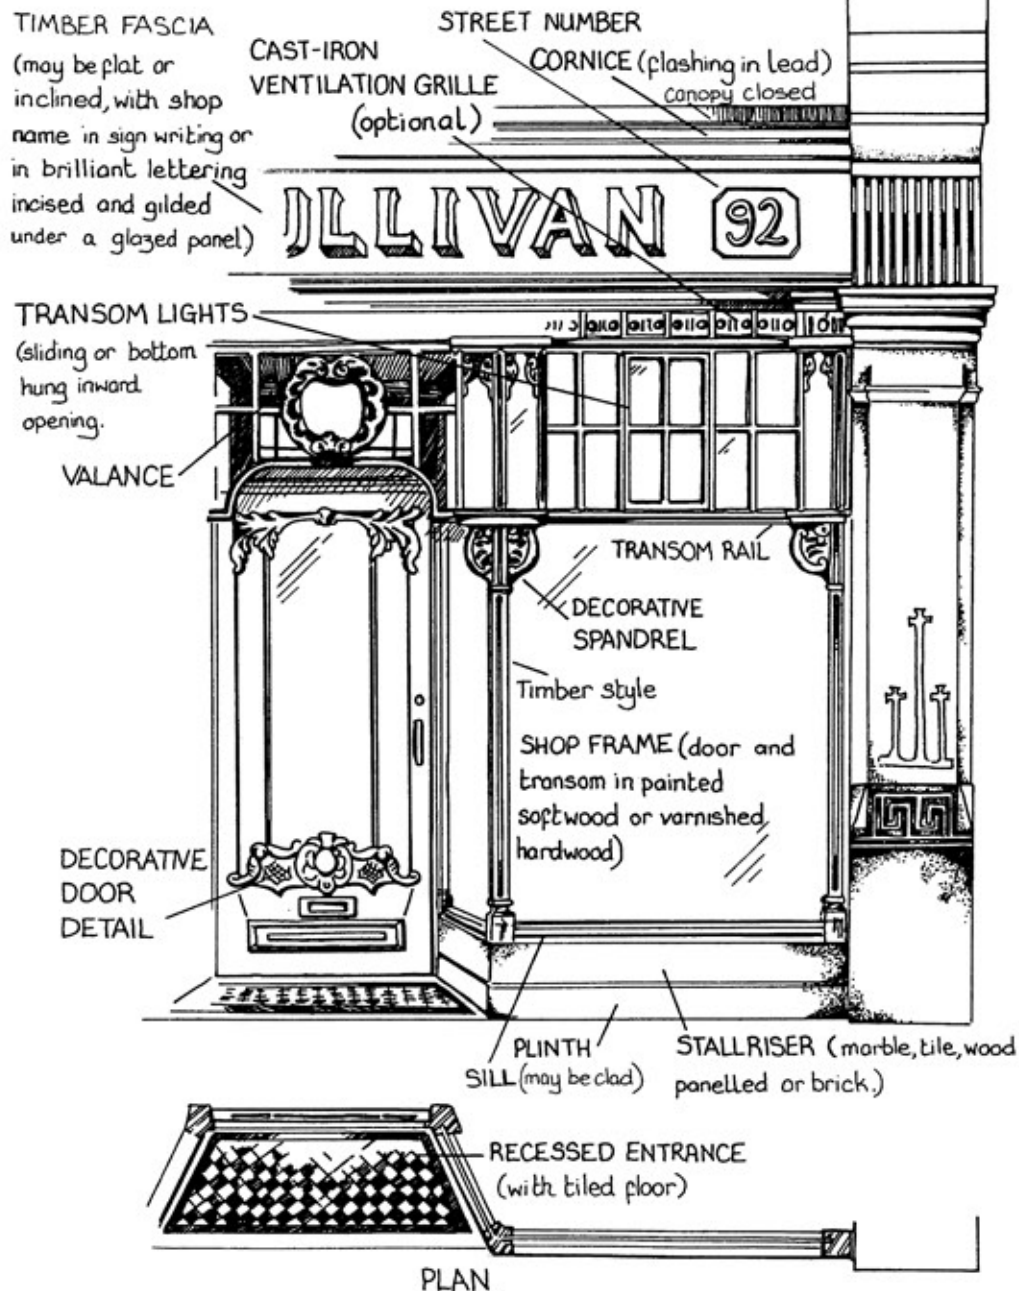 TIMBER FASCIA
(may be flat or
inclined, with shop
name in sign writing or
in brilliant lettering
incised and gilded
under a glazed panel)
CAST-IRON
VENTILATION GRILLE
(optional)
STREET NUMBER
CORNICE (flashing in lead)
canopy closed
ULLIVAN 92
TRANSOM LIGHTS
(sliding or bottom
hung inward
opening.
VALANCE
TRANSOM RAIL
DECORATIVE
SPANDREL
Timber style
SHOP FRAME (door and
transom in painted
softwood or varnished
hardwood)
DECORATIVE
DOOR
DETAIL
PLINTH
SILL (may be clad)
STALLRISER (marble, tile, wood
panelled or brick.)
RECESSED ENTRANCE
(with tiled floor)
PLAN